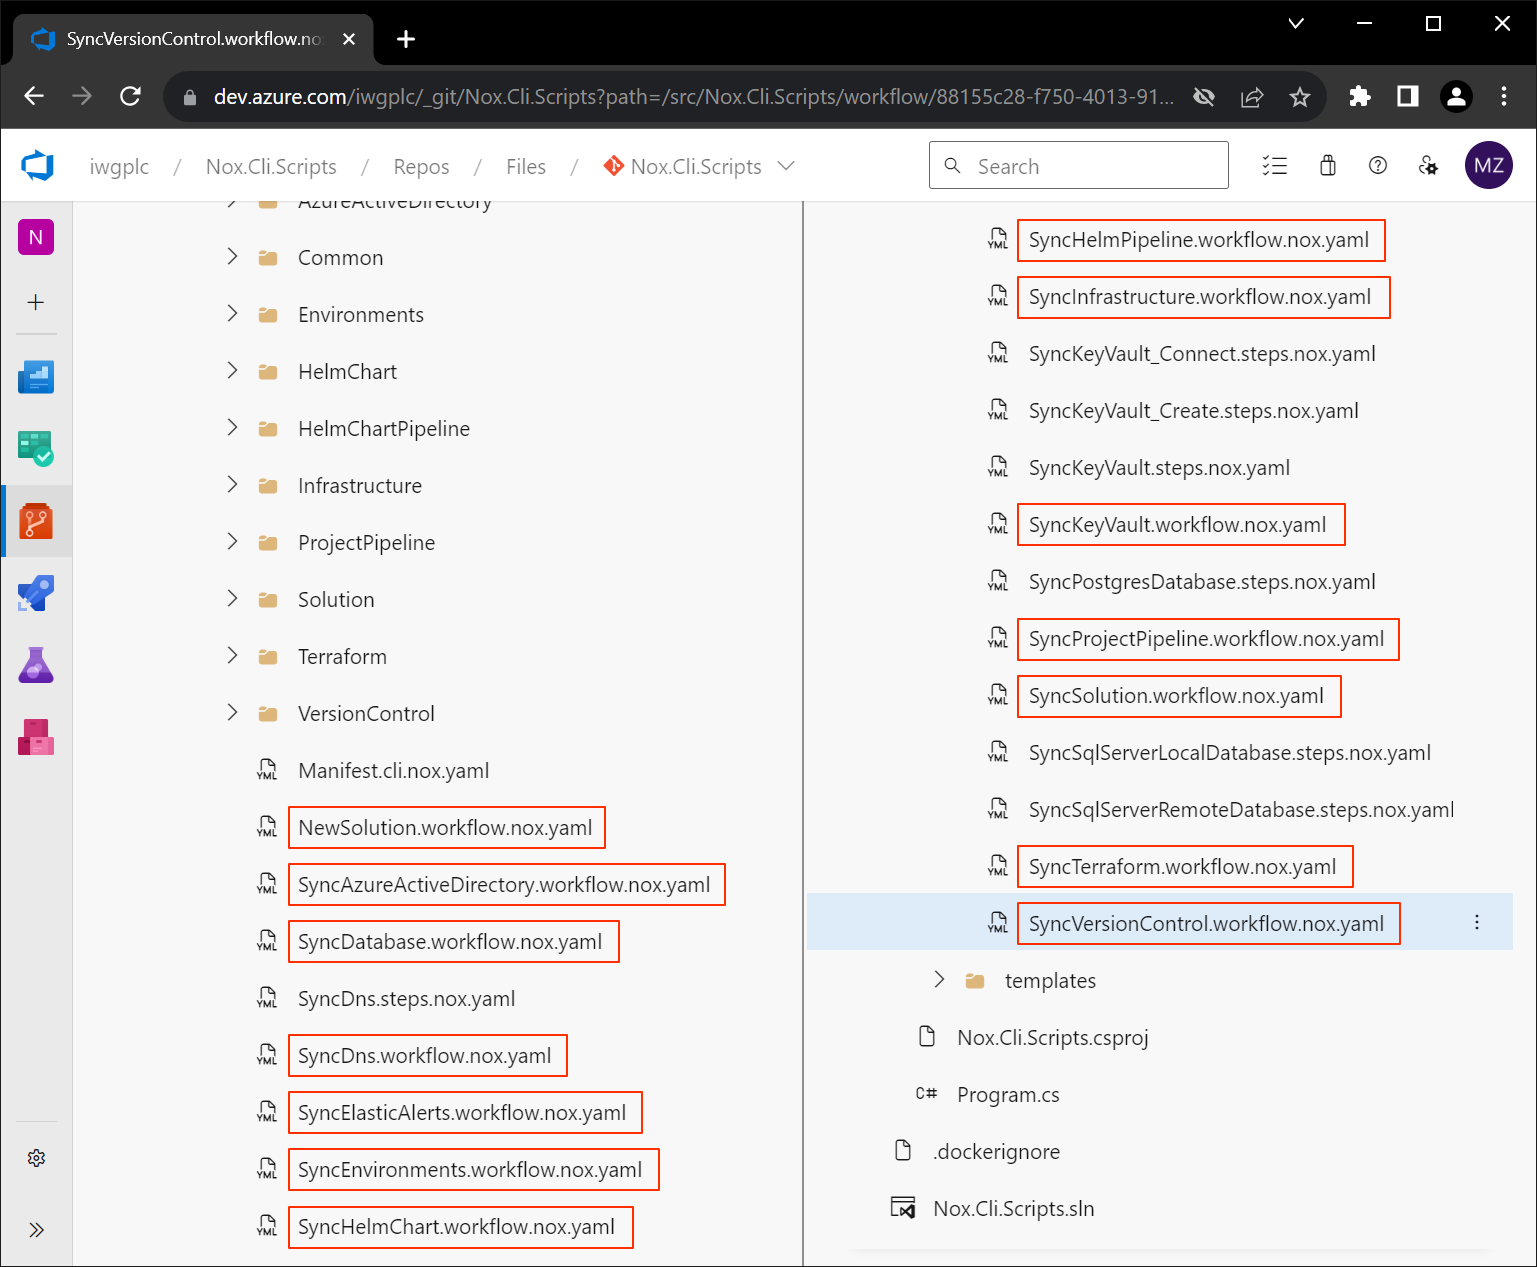 SyncVersionControl.workflow.no
dev.azure.com/iwgplc/_git/Nox.Cli.Scripts?path=/src/Nox.Cli.Scripts/workflow/88155c28-f750-4013-91...
iwgplc / Nox.Cli.Scripts / Repos / Files / Nox.Cli.Scripts
Search
MZ
N
AzureActiveDirectory
Common
Environments
HelmChart
HelmChartPipeline
Infrastructure
ProjectPipeline
Solution
Terraform
VersionControl
YML Manifest.cli.nox.yaml
YML NewSolution.workflow.nox.yaml
YML SyncAzureActiveDirectory.workflow.nox.yaml
YML SyncDatabase.workflow.nox.yaml
YML SyncDns.steps.nox.yaml
YML SyncDns.workflow.nox.yaml
YML SyncElasticAlerts.workflow.nox.yaml
YML SyncEnvironments.workflow.nox.yaml
YML SyncHelmChart.workflow.nox.yaml
YML SyncHelmPipeline.workflow.nox.yaml
YML SyncInfrastructure.workflow.nox.yaml
YML SyncKeyVault_Connect.steps.nox.yaml
YML SyncKeyVault_Create.steps.nox.yaml
YML SyncKeyVault.steps.nox.yaml
YML SyncKeyVault.workflow.nox.yaml
YML SyncPostgresDatabase.steps.nox.yaml
YML SyncProjectPipeline.workflow.nox.yaml
YML SyncSolution.workflow.nox.yaml
YML SyncSqlServerLocalDatabase.steps.nox.yaml
YML SyncSqlServerRemoteDatabase.steps.nox.yaml
YML SyncTerraform.workflow.nox.yaml
YML SyncVersionControl.workflow.nox.yaml
templates
Nox.Cli.Scripts.csproj
C# Program.cs
.dockerignore
Nox.Cli.Scripts.sln